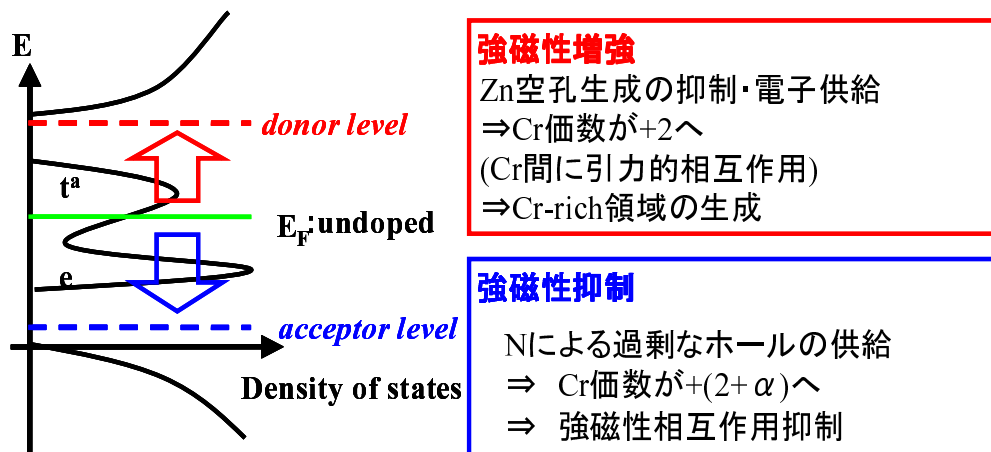 E
donor level
tᵃ
E_F:undoped
e
acceptor level
Density of states
強磁性増強
Zn空孔生成の抑制・電子供給
⇒Cr価数が+2へ
(Cr間に引力的相互作用)
⇒Cr-rich領域の生成
強磁性抑制
Nによる過剰なホールの供給
⇒ Cr価数が+(2+α)へ
⇒ 強磁性相互作用抑制